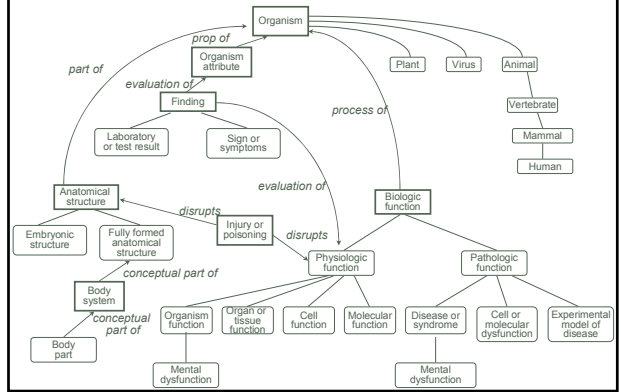 Organism
prop of
Organism
attribute
Plant
Virus
Animal
part of
evaluation of
Finding
Vertebrate
process of
Laboratory
or test result
Sign or
symptoms
Mammal
Human
evaluation of
Anatomical
structure
Biologic
function
disrupts
Injury or
poisoning
disrupts
Embryonic
structure
Fully formed
anatomical
structure
Physiologic
function
Pathologic
function
conceptual part of
Body
system
conceptual
part of
Organism
function
Organ or
tissue
function
Cell
function
Molecular
function
Disease or
syndrome
Cell or
molecular
dysfunction
Experimental
model of
disease
Body
part
Mental
dysfunction
Mental
dysfunction